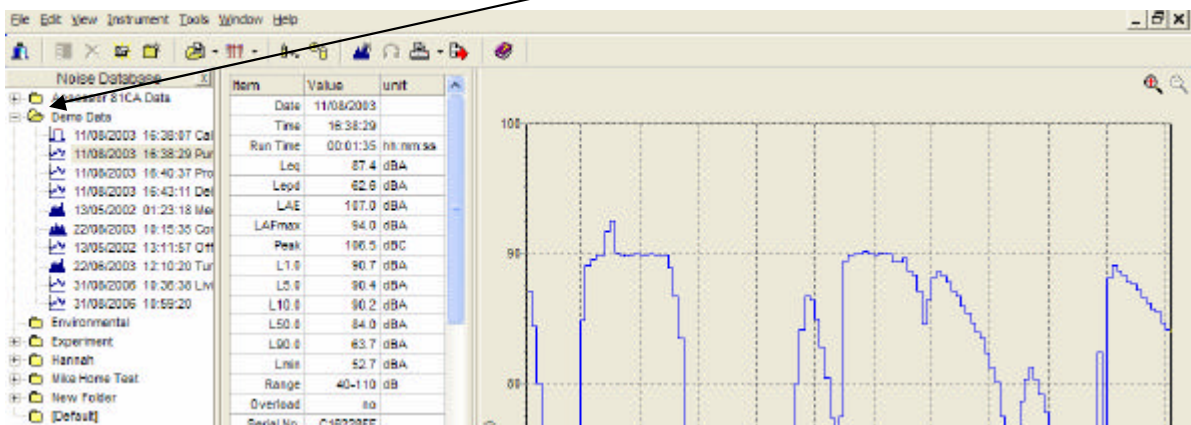 File Edit View Instrument Tools Window Help
Noise Database
81CA Data
Demo Data
11/08/2003 16:38:07 Cal
11/08/2003 16:38:29 Pur
11/08/2003 16:40:37 Pro
11/08/2003 16:43:11 Del
13/05/2002 01:23:18 Me
22/06/2003 10:15:35 Cor
13/05/2002 13:11:57 Off
22/06/2003 12:10:20 Tur
31/08/2006 10:36:38 Livi
31/08/2006 10:59:20
Environmental
Experiment
Hannah
Mike Home Test
New Folder
[Default]
Item Value unit
Date 11/08/2003
Time 16:38:29
Run Time 00:01:35 hh:mm:ss
Leq 87.4 dBA
Lepd 62.6 dBA
LAE 107.0 dBA
LAFmax 94.0 dBA
Peak 106.5 dBC
L1.0 90.7 dBA
L5.0 90.4 dBA
L10.0 90.2 dBA
L50.0 84.0 dBA
L90.0 63.7 dBA
Lmin 52.7 dBA
Range 40-110 dB
Overload no
Serial No.
100
90
80